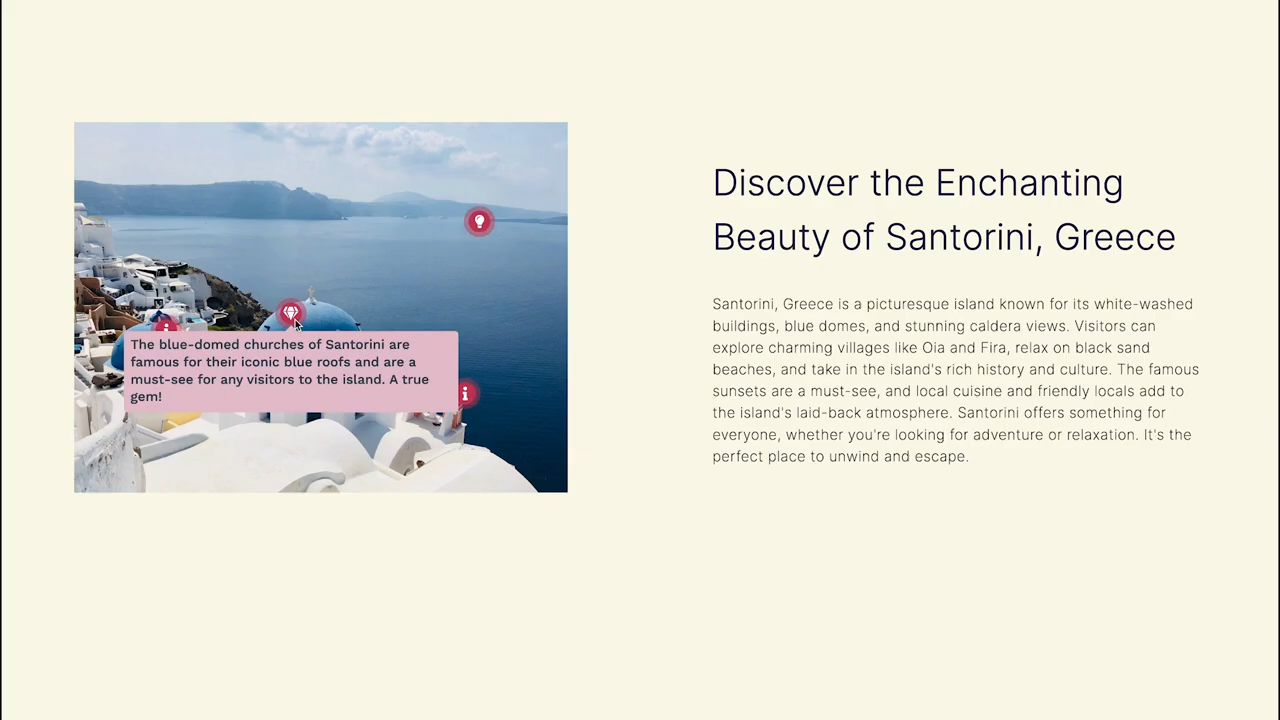 Discover the Enchanting
Beauty of Santorini, Greece
Santorini, Greece is a picturesque island known for its white-washed
buildings, blue domes, and stunning caldera views. Visitors can
explore charming villages like Oia and Fira, relax on black sand
beaches, and take in the island's rich history and culture. The famous
sunsets are a must-see, and local cuisine and friendly locals add to
the island's laid-back atmosphere. Santorini offers something for
everyone, whether you're looking for adventure or relaxation. It's the
perfect place to unwind and escape.
The blue-domed churches of Santorini are
famous for their iconic blue roofs and are a
must-see for any visitors to the island. A true
gem!